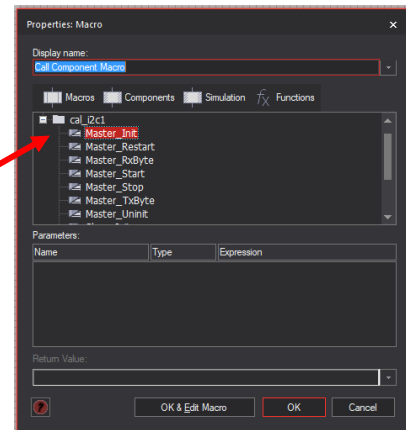 Properties: Macro
Display name:
Call Component Macro
Macros Components Simulation fx Functions
cal_i2c1
Master_Init
Master_Restart
Master_RxByte
Master_Start
Master_Stop
Master_TxByte
Master_Uninit
Parameters:
Name Type Expression
Return Value:
? OK & Edit Macro OK Cancel